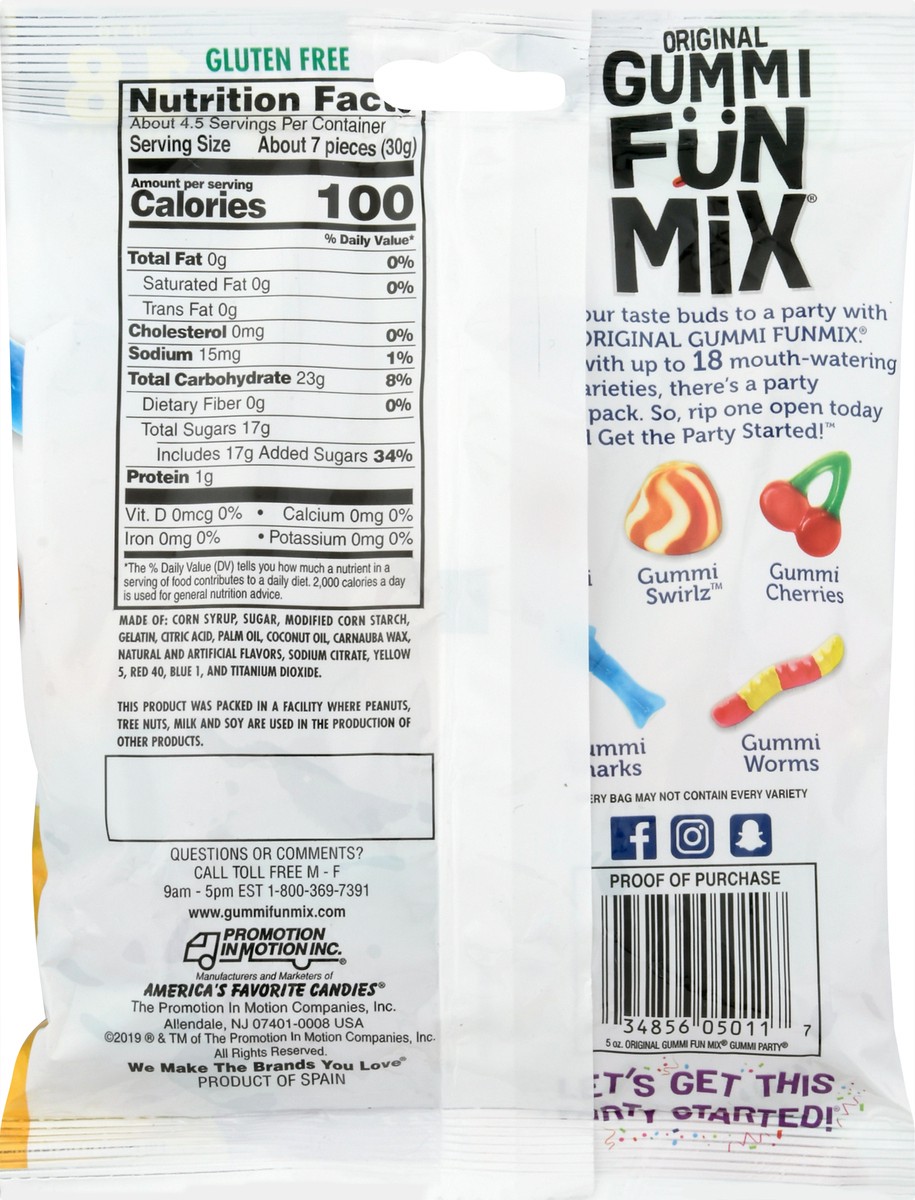 GLUTEN FREE
Nutrition
About 4.5 Servings Per Container
Serving Size About 7 pieces (30g)
Amount per serving
Calories 100
% Daily Value*
Total Fat 0g 0%
Saturated Fat 0g 0%
Trans Fat 0g
Cholesterol 0mg 0%
Sodium 15mg 1%
Total Carbohydrate 23g 8%
Dietary Fiber 0g 0%
Total Sugars 17g
Includes 17g Added Sugars 34%
Protein 1g
Vit. D 0mcg 0% • Calcium 0mg 0%
Iron 0mg 0% • Potassium 0mg 0%
*The % Daily Value (DV) tells you how much a nutrient in a
serving of food contributes to a daily diet. 2,000 calories a day
is used for general nutrition advice.
MADE OF: CORN SYRUP, SUGAR, MODIFIED CORN STARCH,
GELATIN, CITRIC ACID, PALM OIL, COCONUT OIL, CARNAUBA WAX,
NATURAL AND ARTIFICIAL FLAVORS, SODIUM CITRATE, YELLOW
5, RED 40, BLUE 1, AND TITANIUM DIOXIDE.
THIS PRODUCT WAS PACKED IN A FACILITY WHERE PEANUTS,
TREE NUTS, MILK AND SOY ARE USED IN THE PRODUCTION OF
OTHER PRODUCTS.
QUESTIONS OR COMMENTS?
CALL TOLL FREE M - F
9am - 5pm EST 1-800-369-7391
www.gummifunmix.com
PROMOTION
IN MOTION INC.®
Manufacturers and Marketers of
AMERICA'S FAVORITE CANDIES®
The Promotion In Motion Companies, Inc.
Allendale, NJ 07401-0008 USA
©2019 ® & TM of The Promotion In Motion Companies, Inc.
All Rights Reserved.
We Make The Brands You Love®
PRODUCT OF SPAIN
ORIGINAL
GUMMI
FÜN
MiX®
our taste buds to a party with
ORIGINAL GUMMI FUNMIX®
with up to 18 mouth-watering
arieties, there's a party
pack. So, rip one open today
Get the Party Started!™
Gummi
Swirlz™
Gummi
Cherries
ummi
harks
Gummi
Worms
ERY BAG MAY NOT CONTAIN EVERY VARIETY
PROOF OF PURCHASE
34856 05011 7
5 oz. ORIGINAL GUMMI FUN MIX® GUMMI PARTY®
ET'S GET THIS
RTY STARTED!